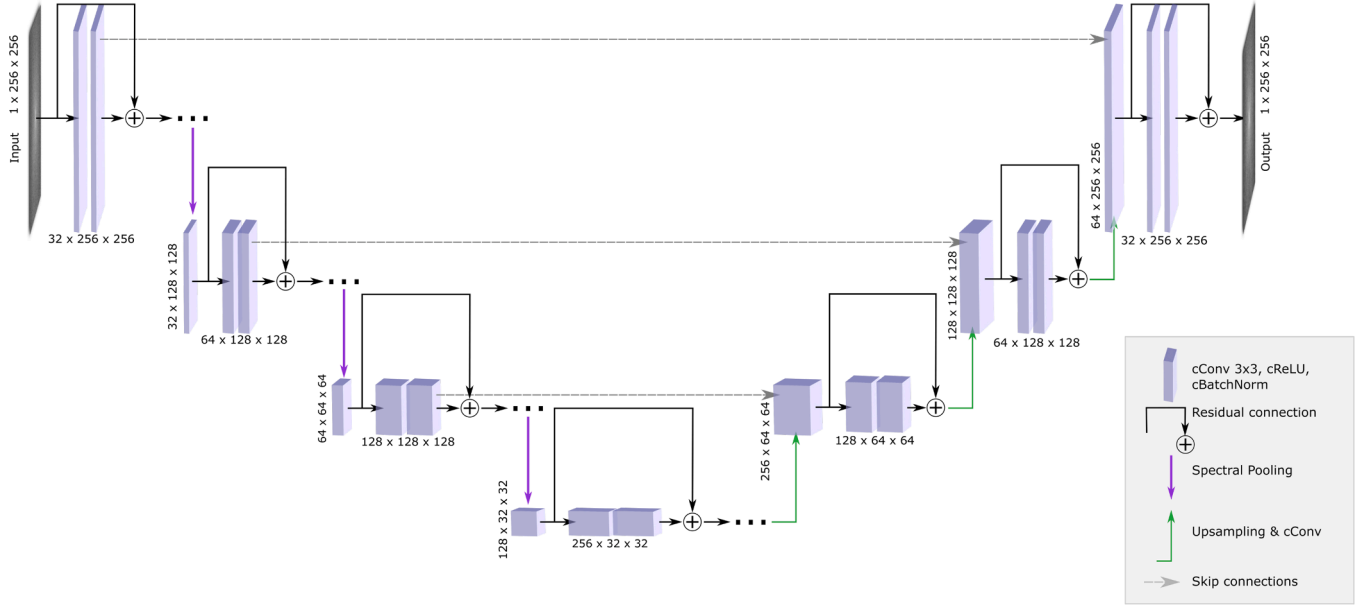 Input 1 x 256 x 256
32 x 256 x 256
32 x 128 x 128
64 x 128 x 128
64 x 64 x 64
128 x 128 x 128
128 x 32 x 32
256 x 32 x 32
256 x 64 x 64
128 x 64 x 64
128 x 128 x 128
64 x 128 x 128
64 x 256 x 256
32 x 256 x 256
Output 1 x 256 x 256
cConv 3x3, cReLU,
cBatchNorm
Residual connection
Spectral Pooling
Upsampling & cConv
Skip connections